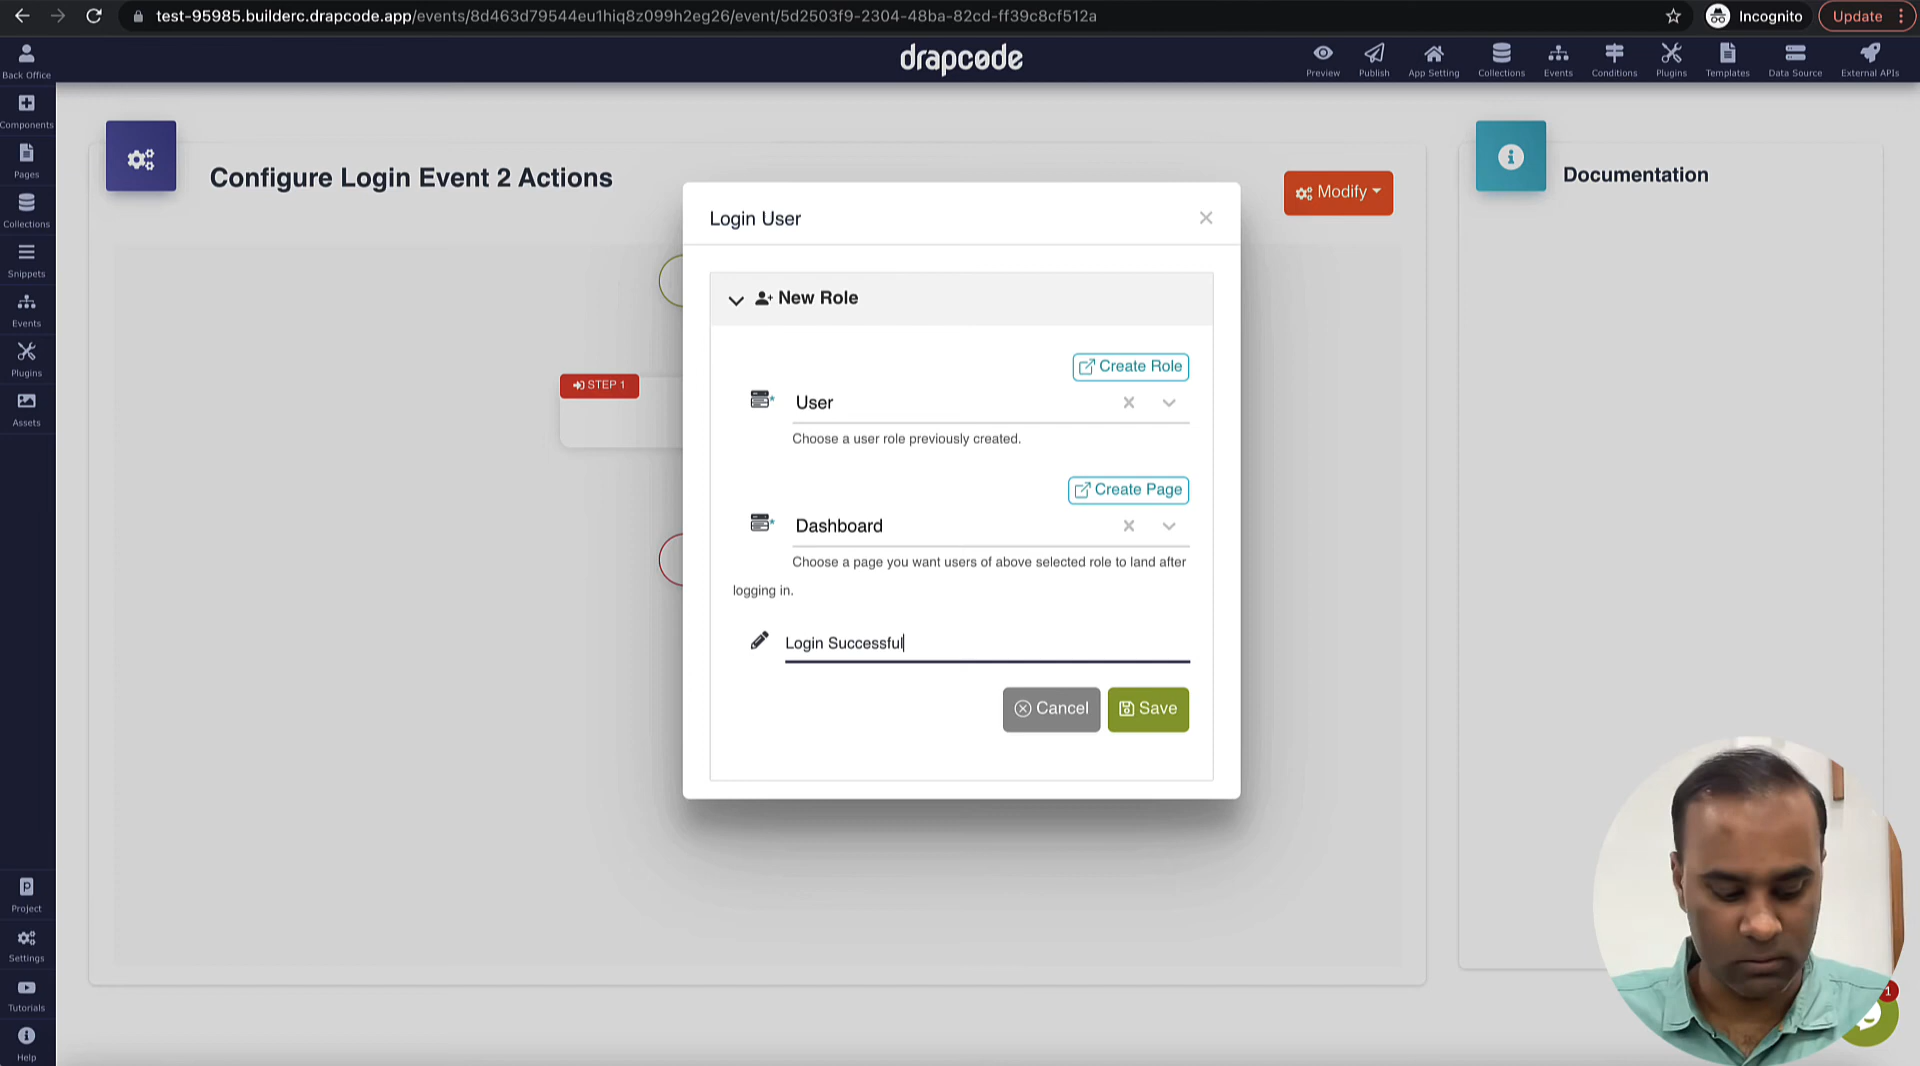 test-95985.builderc.drapcode.app/events/8d463d79544eu1hiq8z099h2eg26/event/5d2503f9-2304-48ba-82cd-ff39c8cf512a
Incognito
Update
drapcode
Back Office
Components
Pages
Collections
Snippets
Events
Plugins
Assets
Project
Settings
Tutorials
Help
Preview
Publish
App Setting
Collections
Events
Conditions
Plugins
Templates
Data Source
External APIs
Configure Login Event 2 Actions
Modify
Documentation
STEP 1
Login User
New Role
Create Role
User
Choose a user role previously created.
Create Page
Dashboard
Choose a page you want users of above selected role to land after
logging in.
Login Successful
Cancel
Save
1